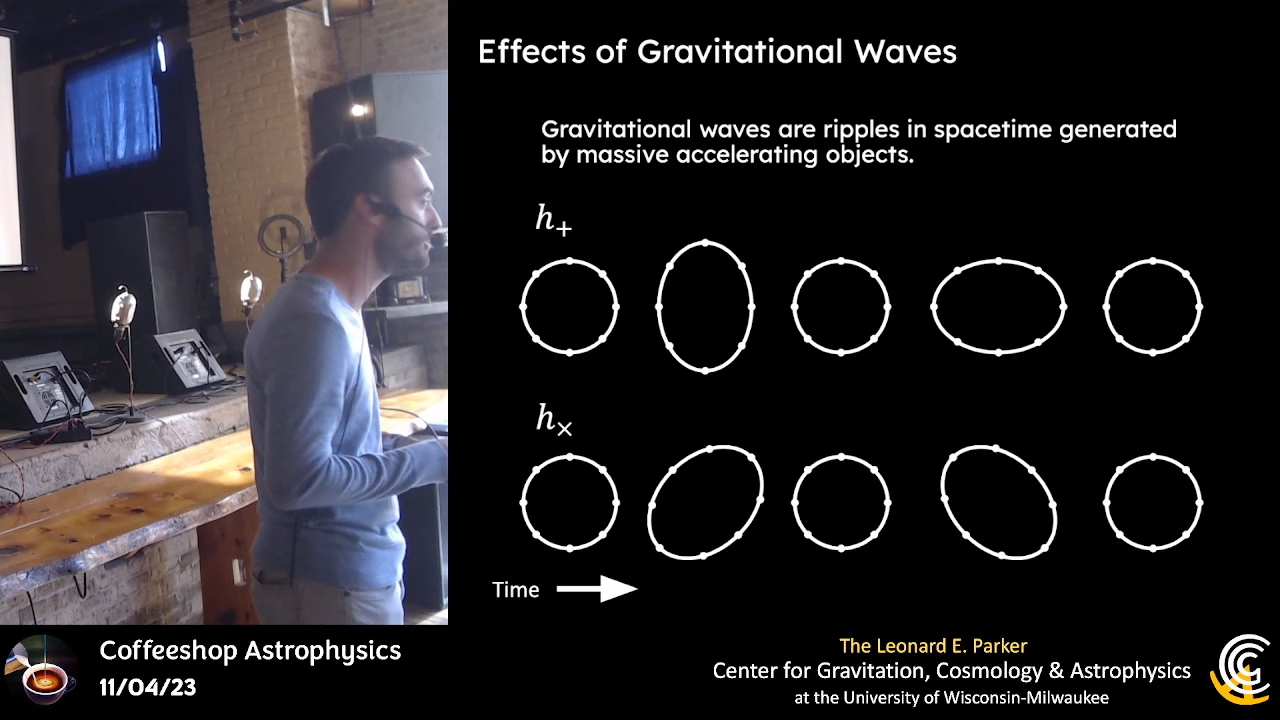 Effects of Gravitational Waves
Gravitational waves are ripples in spacetime generated
by massive accelerating objects.
h₊
hₓ
Time
Coffeeshop Astrophysics
11/04/23
The Leonard E. Parker
Center for Gravitation, Cosmology & Astrophysics
at the University of Wisconsin-Milwaukee